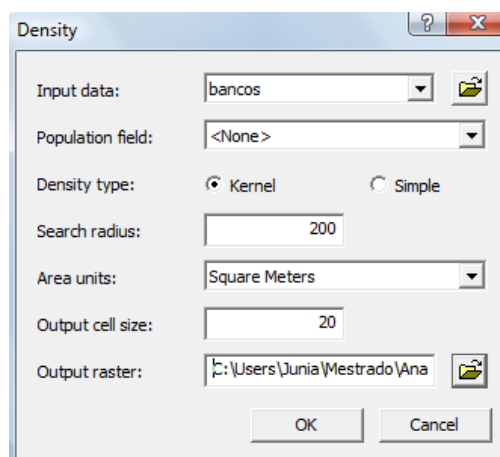 Density
Input data: bancos
Population field: <None>
Density type: Kernel Simple
Search radius: 200
Area units: Square Meters
Output cell size: 20
Output raster: C:\Users\Junia\Mestrado\Ana
OK Cancel